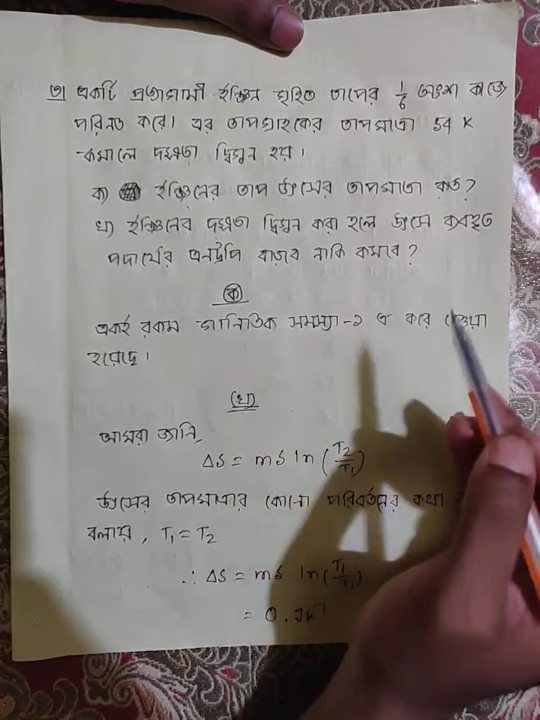 ৩) একটি প্রত্যাগামী ইঞ্জিন গৃহিত তাপের 1/6 অংশ কাজে
পরিনত করে। এর তাপগ্রাহকের তাপমাত্রা 54 K
কমালে দক্ষতা দ্বিগুন হয়।
ক) ইঞ্জিনের তাপ উৎসের তাপমাত্রা কত?
খ) ইঞ্জিনের দক্ষতা দ্বিগুন করা হলে উৎসে ব্যবহৃত
পদার্থের এনট্রপি বাড়বে নাকি কমবে?
(ক)
একই রকম গানিতিক সমস্যা-১ এ করে দেওয়া
হয়েছে।
(খ)
আমরা জানি,
ΔS = ms ln (T₂/T₁)
উৎসের তাপমাত্রার কোনো পরিবর্তনের কথা
বলায়, T₁ = T₂
∴ ΔS = ms ln (T₁/T₁)
= 0 Jk⁻¹